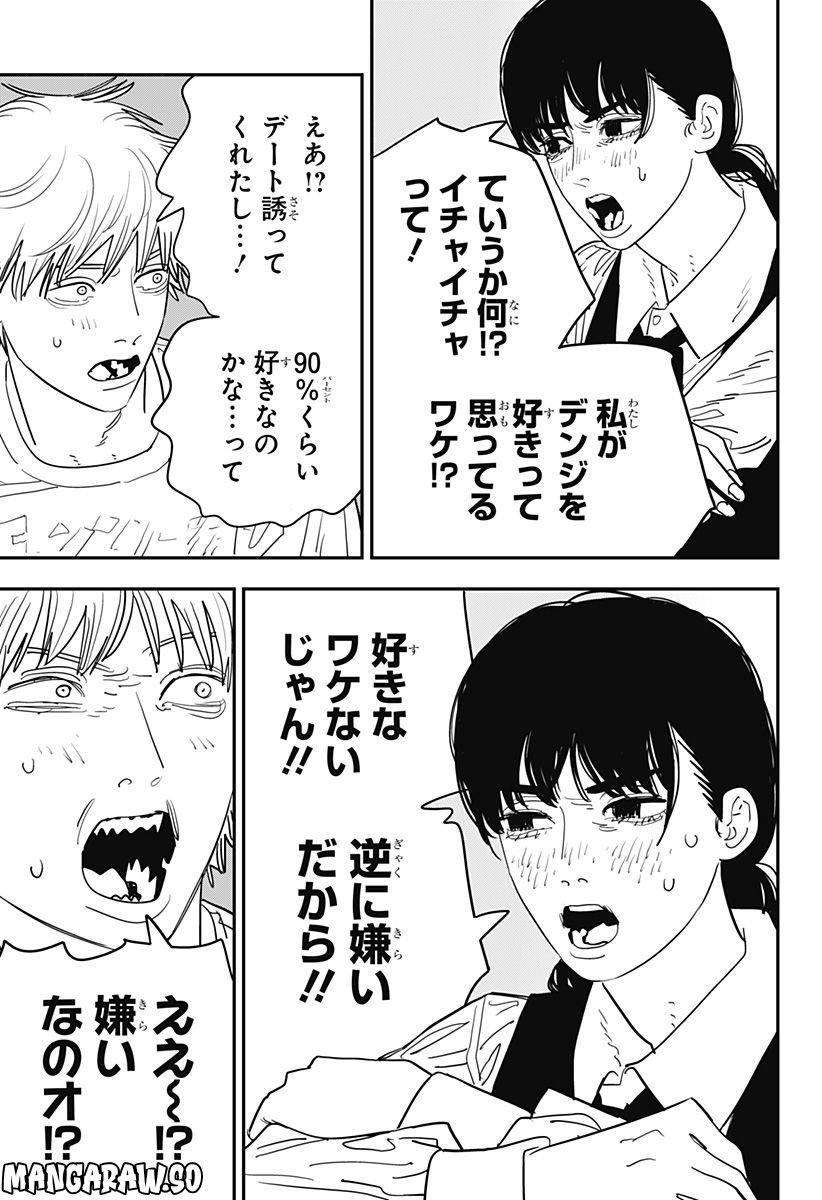 ていうか何!?
イチャイチャ
って!
私が
デンジを
好きって
思ってる
ワケ!?
えあ!?
デート誘って
くれたし…!
90%くらい
好きなの
かな…って
好きな
ワケない
じゃん!!
逆に嫌い
だから!!
ええ〜!?
嫌い
なのオ!?
MANGARAW.SO